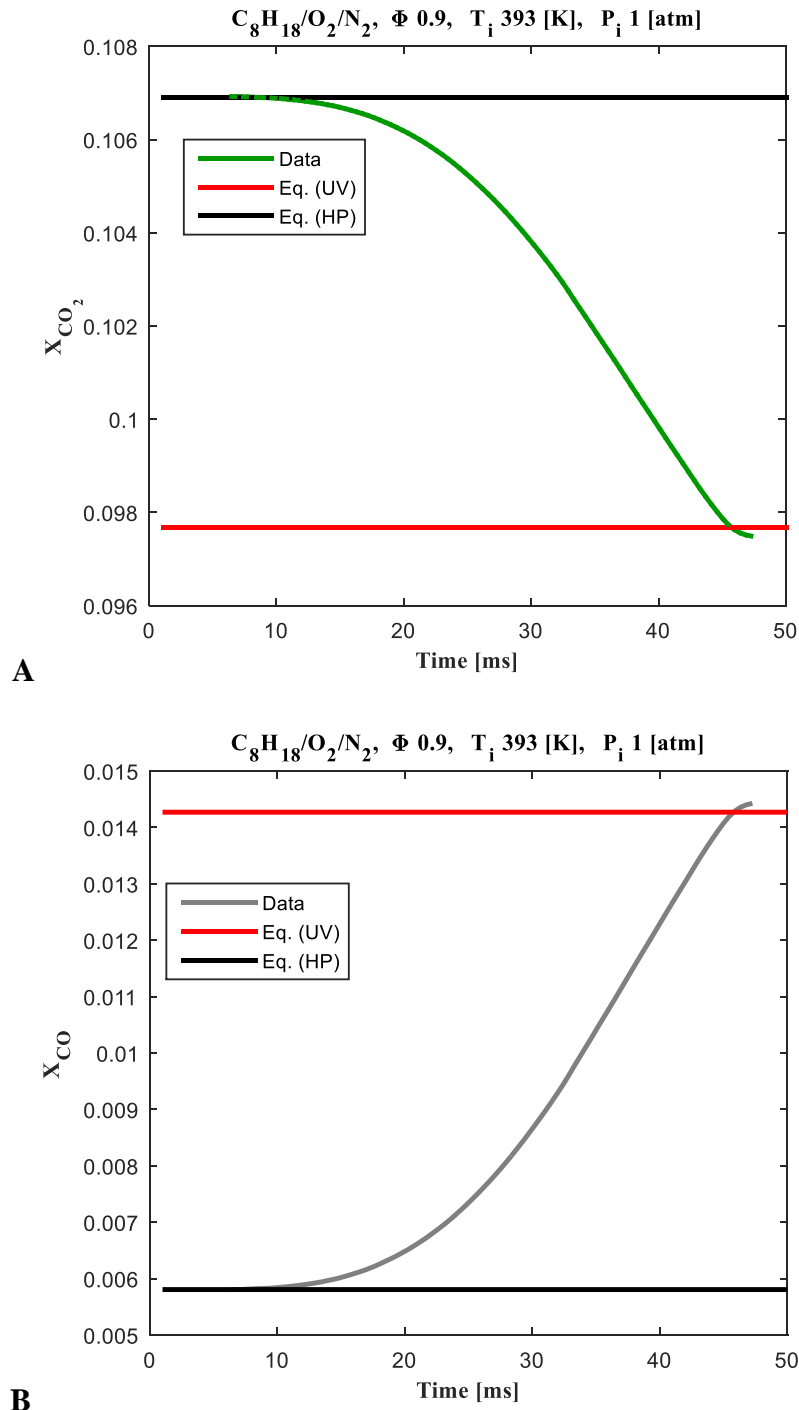 C₈H₁₈/O₂/N₂, Φ 0.9, Tᵢ 393 [K], Pᵢ 1 [atm]
0.108
0.106
0.104
0.102
0.1
0.098
0.096
X_CO₂
Data
Eq. (UV)
Eq. (HP)
0 10 20 30 40 50
Time [ms]
A
C₈H₁₈/O₂/N₂, Φ 0.9, Tᵢ 393 [K], Pᵢ 1 [atm]
0.015
0.014
0.013
0.012
0.011
0.01
0.009
0.008
0.007
0.006
0.005
X_CO
Data
Eq. (UV)
Eq. (HP)
0 10 20 30 40 50
Time [ms]
B